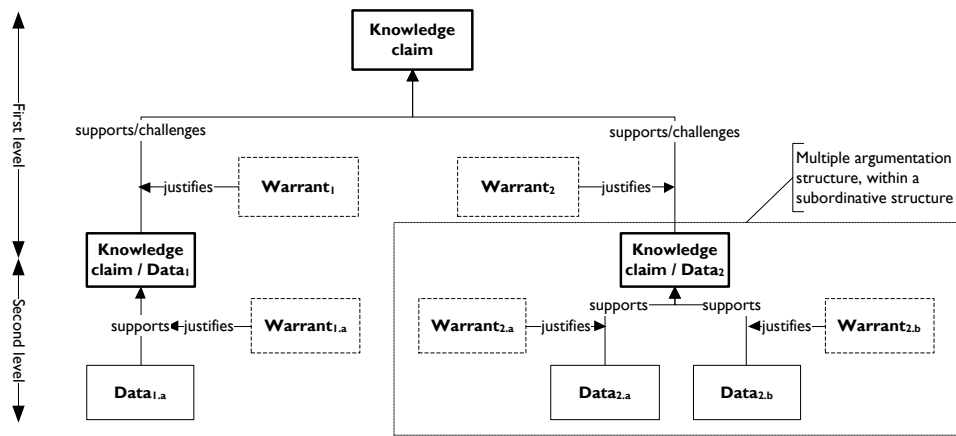 Knowledge
claim
First level
supports/challenges
supports/challenges
Multiple argumentation
structure, within a
subordinative structure
justifies
Warrant₁
Warrant₂
justifies
Knowledge
claim / Data₁
Knowledge
claim / Data₂
Second level
supports
justifies
Warrant₁.ₐ
Warrant₂.ₐ
justifies
supports
supports
justifies
Warrant₂.b
Data₁.ₐ
Data₂.ₐ
Data₂.b